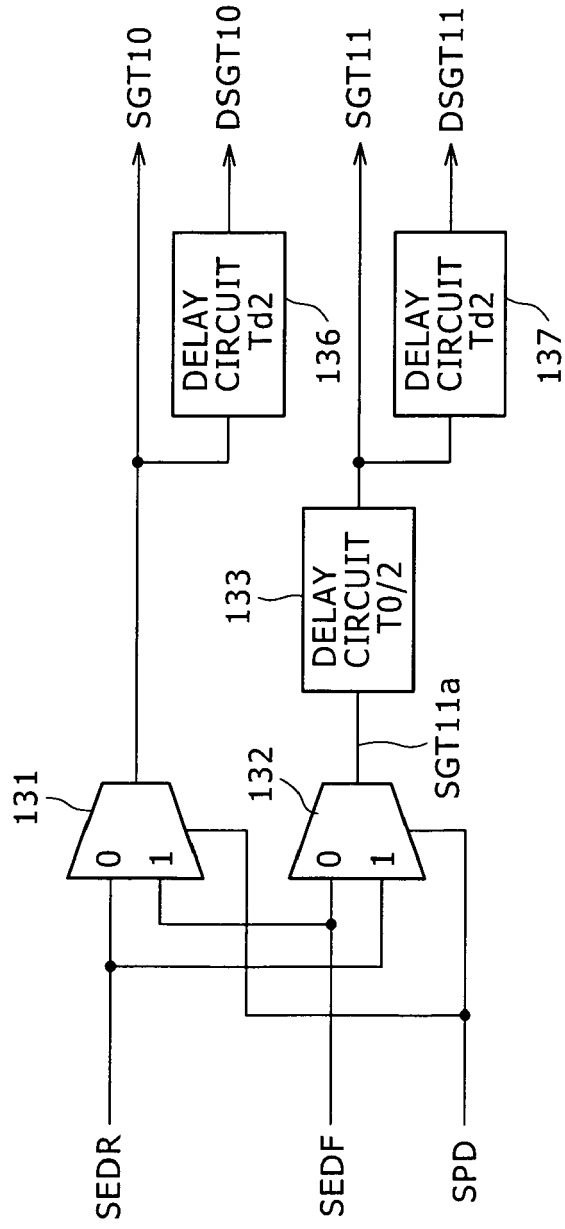 SEDR
SEDF
SPD
131
0
1
132
0
1
SGT11a
133
DELAY
CIRCUIT
T0/2
DELAY
CIRCUIT
Td2
136
DELAY
CIRCUIT
Td2
137
SGT10
DSGT10
SGT11
DSGT11